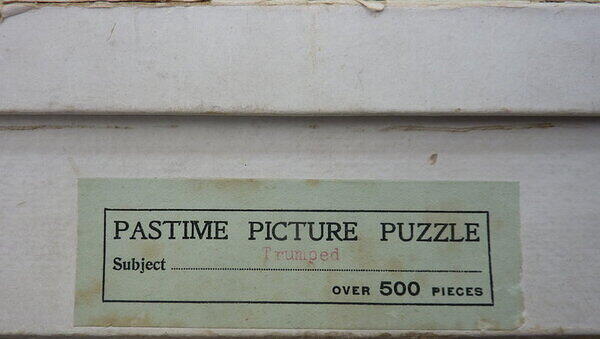 PASTIME PICTURE PUZZLE
Trumped
Subject
OVER 500 PIECES